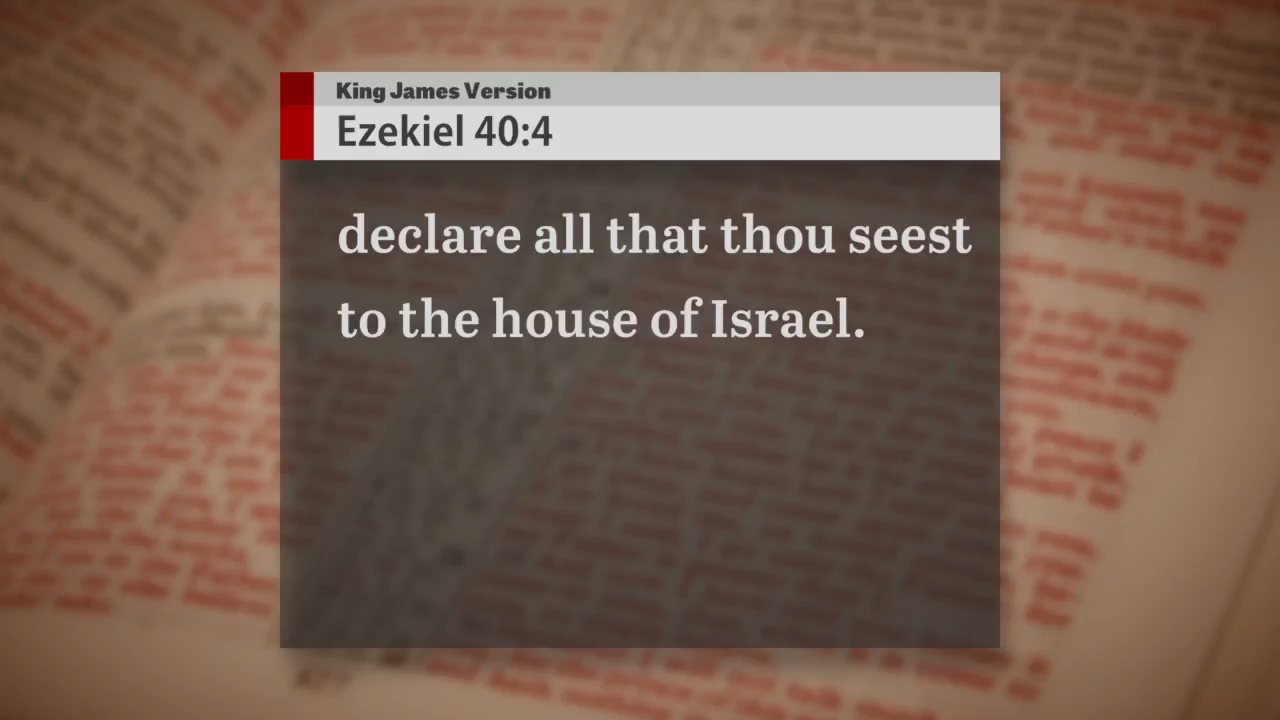 King James Version
Ezekiel 40:4
declare all that thou seest
to the house of Israel.